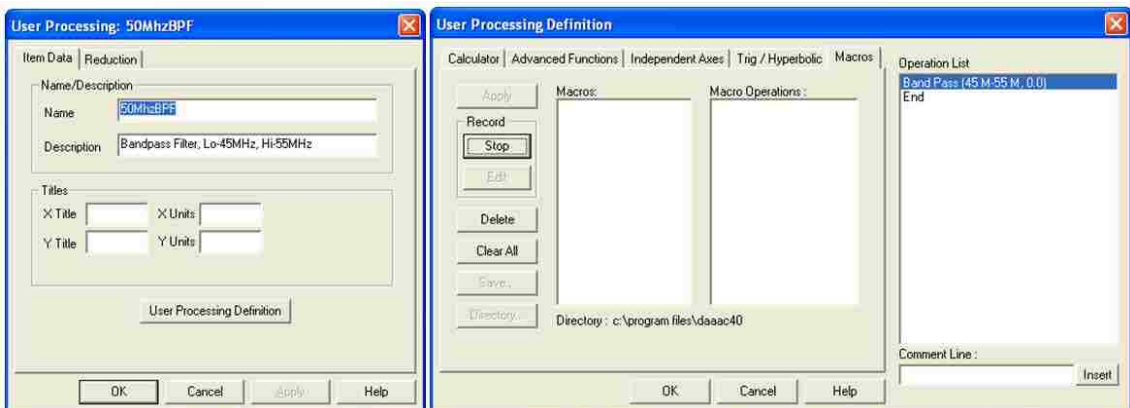 User Processing: 50MhzBPF
Item Data Reduction
Name/Description
Name 50MhzBPF
Description Bandpass Filter, Lo-45MHz, Hi-55MHz
Titles
X Title X Units
Y Title Y Units
User Processing Definition
OK Cancel Apply Help
User Processing Definition
Calculator Advanced Functions Independent Axes Trig / Hyperbolic Macros
Apply
Record
Stop
Edit
Delete
Clear All
Save..
Directory...
Macros:
Macro Operations :
Directory : c:\program files\daaac40
OK Cancel Help
Operation List
Band Pass (45 M-55 M, 0.0)
End
Comment Line :
Insert